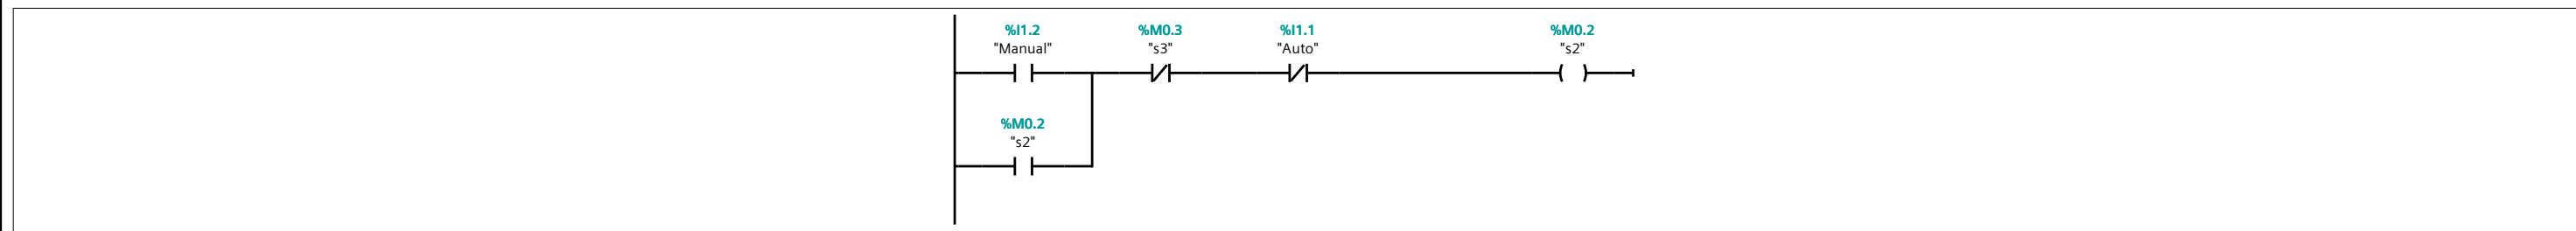 %I1.2 %M0.3 %I1.1 %M0.2
"Manual" "s3" "Auto" "s2"
%M0.2
"s2"